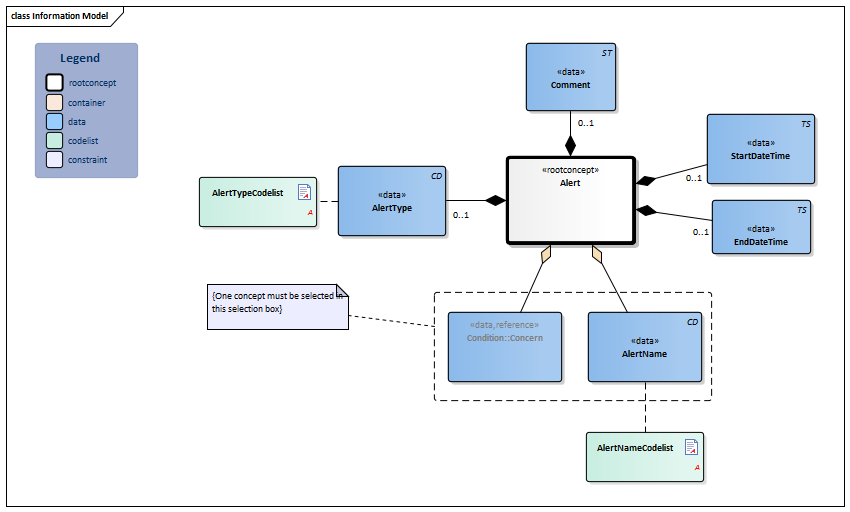 class Information Model
Legend
rootconcept
container
data
codelist
constraint
ST
«data»
Comment
0..1
TS
«data»
StartDateTime
0..1
«rootconcept»
Alert
CD
«data»
AlertType
0..1
AlertTypeCodelist
A
TS
«data»
EndDateTime
0..1
{One concept must be selected in
this selection box}
«data,reference»
Condition::Concern
CD
«data»
AlertName
AlertNameCodelist
A